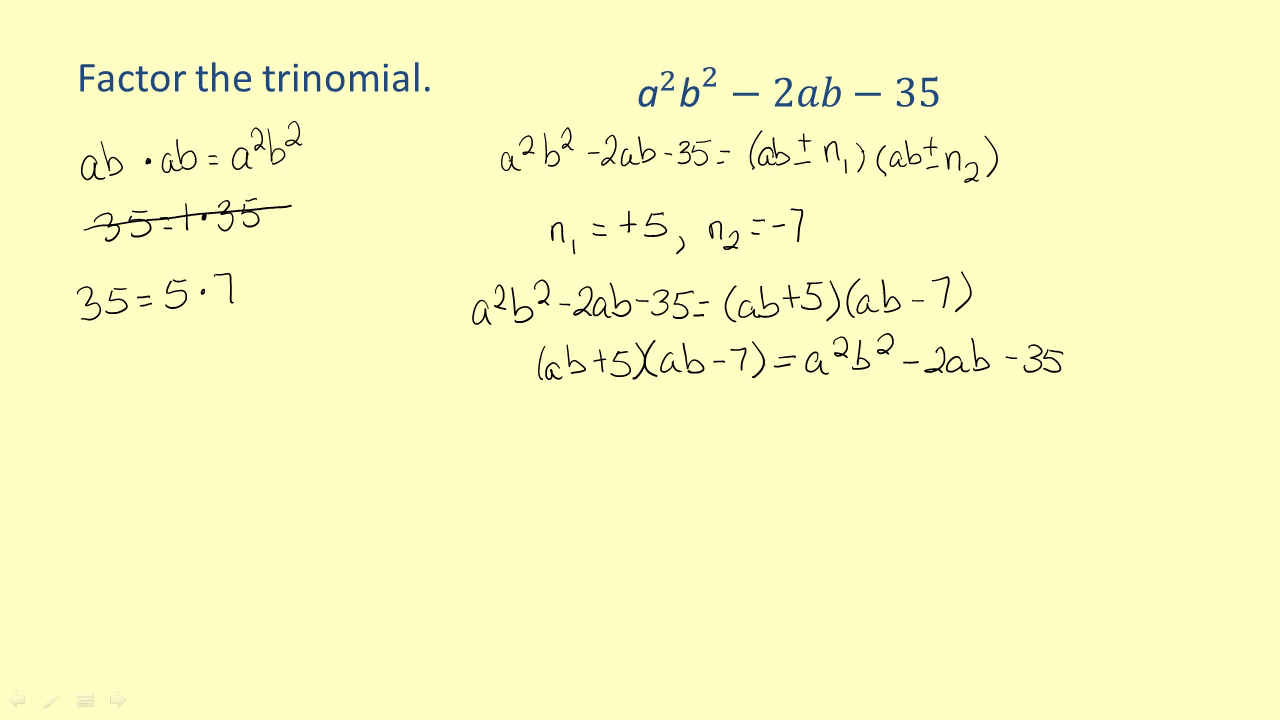 Factor the trinomial.
a²b² − 2ab − 35
ab · ab = a²b²
35 = 1 · 35
35 = 5 · 7
a²b² - 2ab - 35 = (ab ± n₁)(ab ± n₂)
n₁ = +5, n₂ = -7
a²b² - 2ab - 35 = (ab + 5)(ab - 7)
(ab + 5)(ab - 7) = a²b² - 2ab - 35